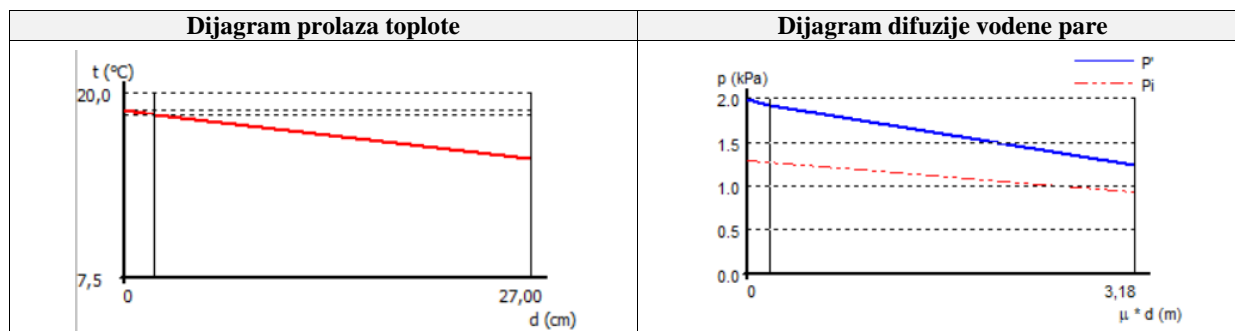 Dijagram prolaza toplote
Dijagram difuzije vodene pare
t (°C)
20,0
7,5
0
27,00
d (cm)
P'
Pi
p (kPa)
2.0
1.5
1.0
0.5
0.0
0
3,18
μ * d (m)